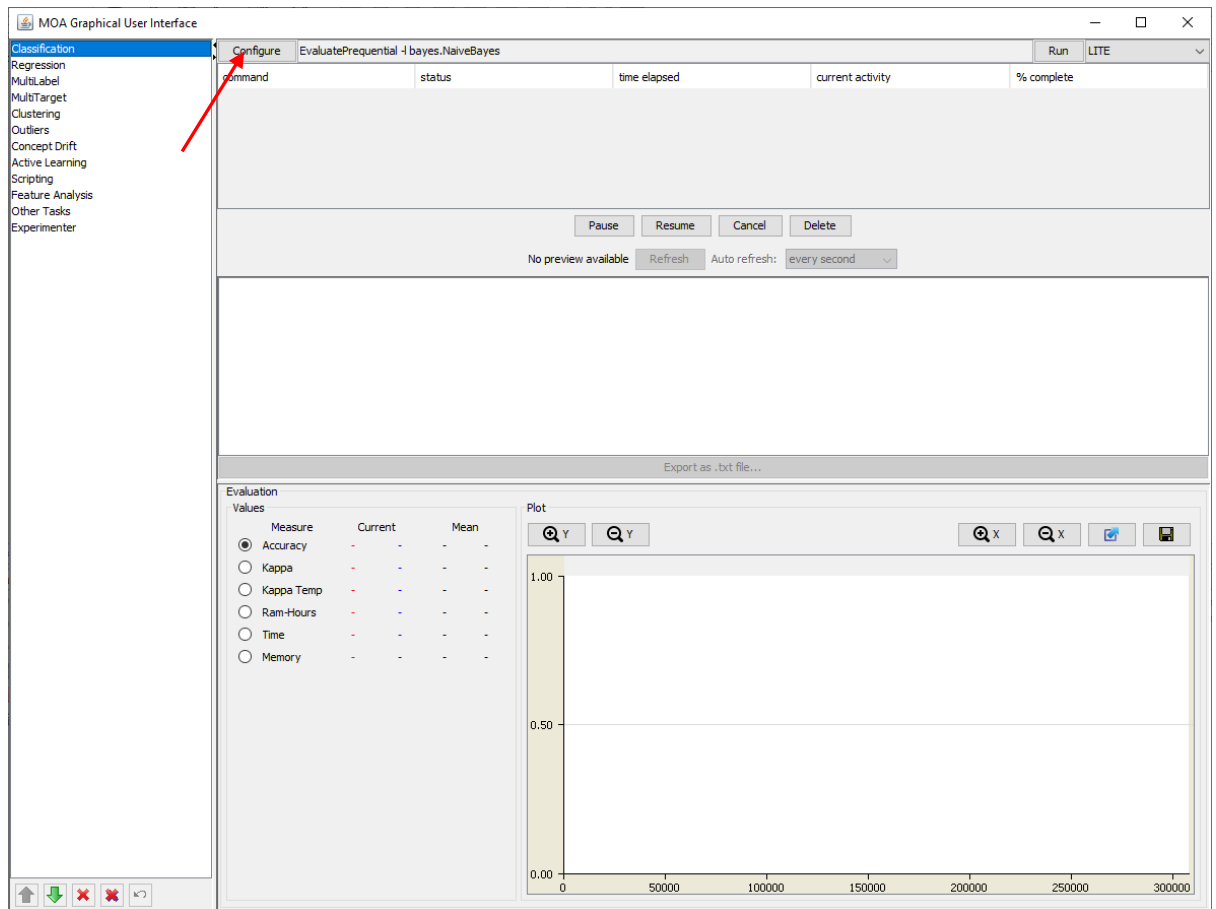 MOA Graphical User Interface
Classification
Regression
MultiLabel
MultiTarget
Clustering
Outliers
Concept Drift
Active Learning
Scripting
Feature Analysis
Other Tasks
Experimenter
Configure EvaluatePrequential -l bayes.NaiveBayes Run LITE
command status time elapsed current activity % complete
Pause Resume Cancel Delete
No preview available Refresh Auto refresh: every second
Export as .txt file...
Evaluation
Values
Measure Current Mean
Accuracy - - - -
Kappa - - - -
Kappa Temp - - - -
Ram-Hours - - - -
Time - - - -
Memory - - - -
Plot
Y Y X X
1.00
0.50
0.00
0 50000 100000 150000 200000 250000 300000